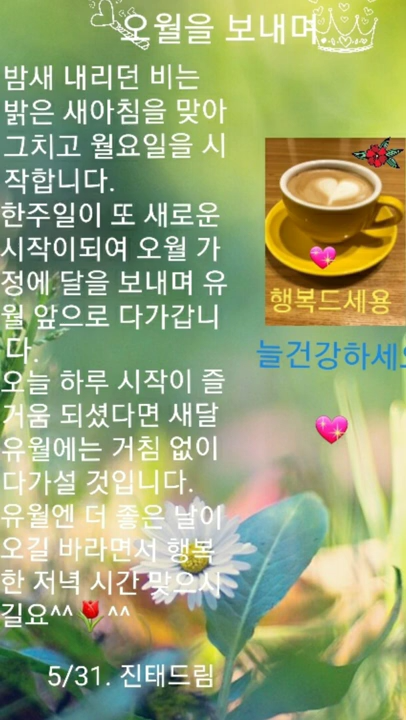 오월을 보내며
밤새 내리던 비는
밝은 새아침을 맞아
그치고 월요일을 시
작합니다.
한주일이 또 새로운
시작이되여 오월 가
정에 달을 보내며 유
월 앞으로 다가갑니
다.
오늘 하루 시작이 즐
거움 되셨다면 새달
유월에는 거침 없이
다가설 것입니다.
유월엔 더 좋은 날이
오길 바라면서 행복
한 저녁 시간 맞으시
길요^^🌷^^
5/31. 진태드림
행복드세용
늘건강하세요